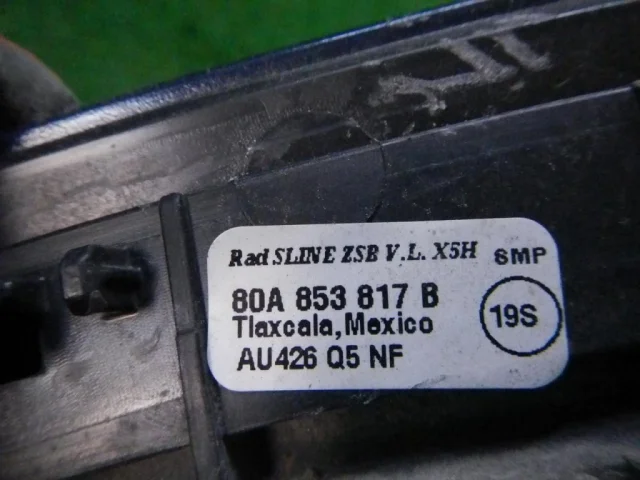 Rad SLINE ZSB V.L. X5H SMP
80A 853 817 B
Tlaxcala, Mexico
19S
AU426 Q5 NF